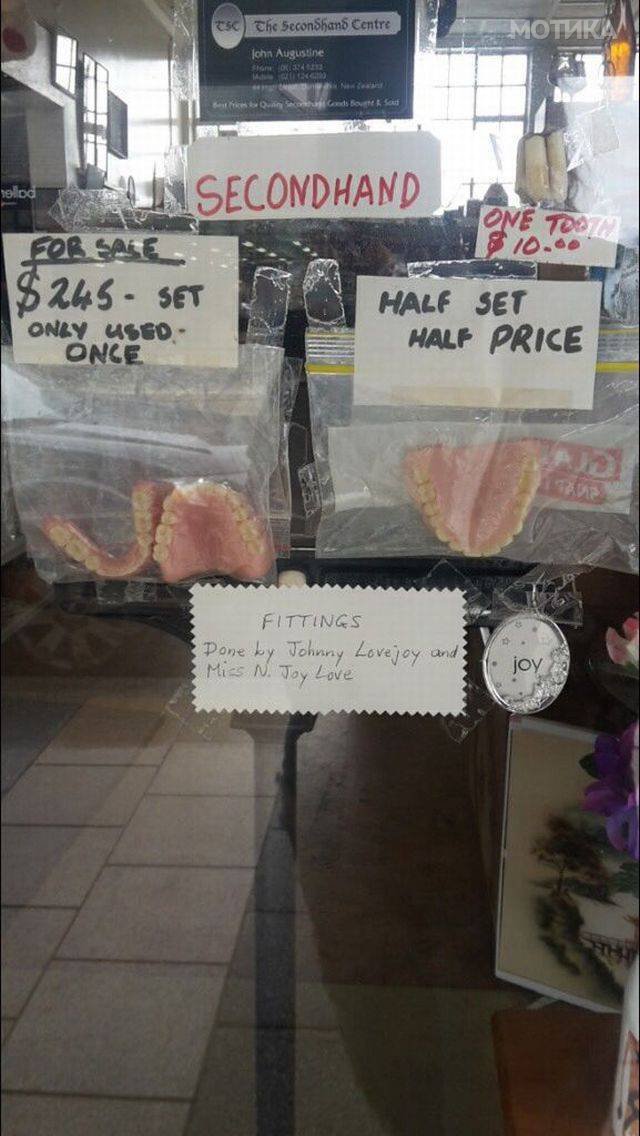 МОТИКА
TSC The Secondhand Centre
John Augustine
Best Prices for Quality Secondhand Goods Bought & Sold
SECONDHAND
ONE TOOTH
$10.00
FOR SALE
$245- SET
ONLY USED
ONCE
HALF SET
HALF PRICE
FITTINGS
Done by Johnny Lovejoy and
Miss N. Joy Love
joy